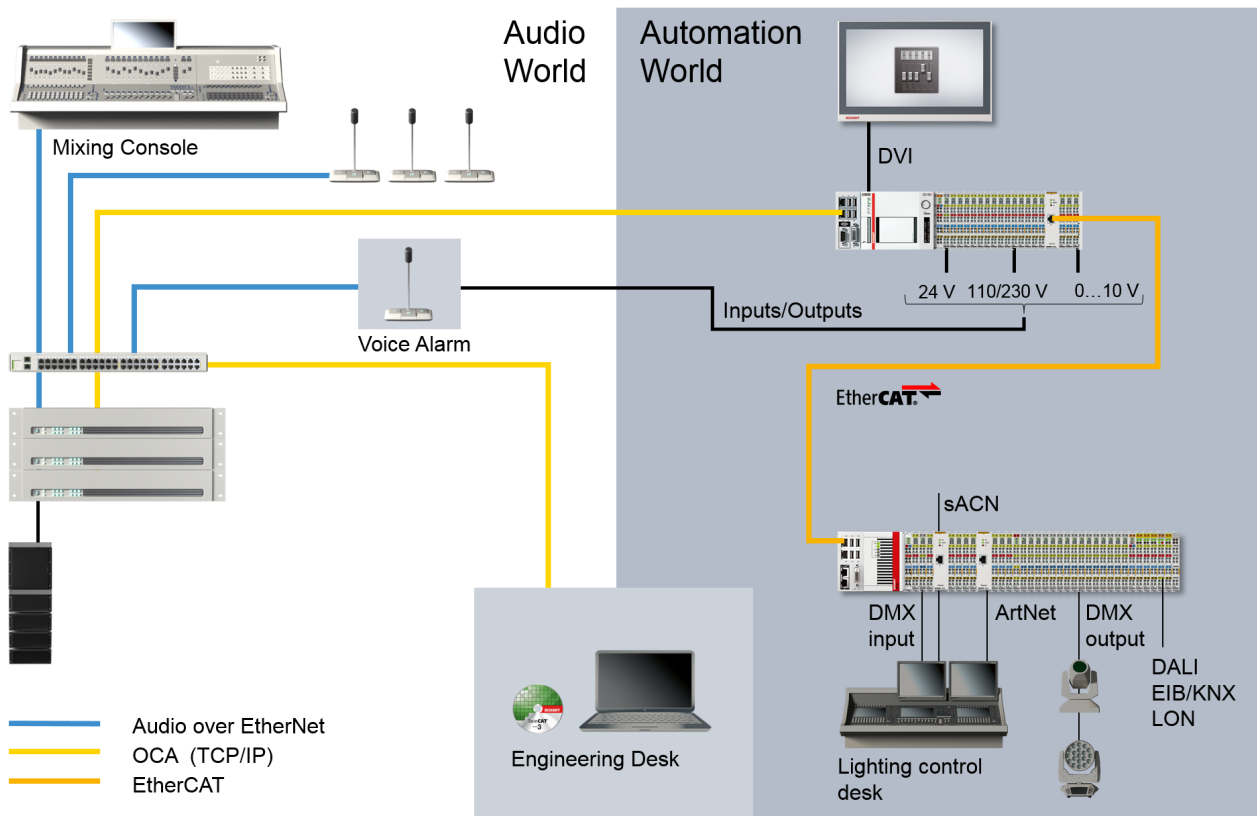 Audio
World
Automation
World
Mixing Console
DVI
24 V
110/230 V
0...10 V
Inputs/Outputs
Voice Alarm
EtherCAT
sACN
DMX
input
ArtNet
DMX
output
DALI
EIB/KNX
LON
Audio over EtherNet
OCA (TCP/IP)
EtherCAT
Engineering Desk
Lighting control
desk